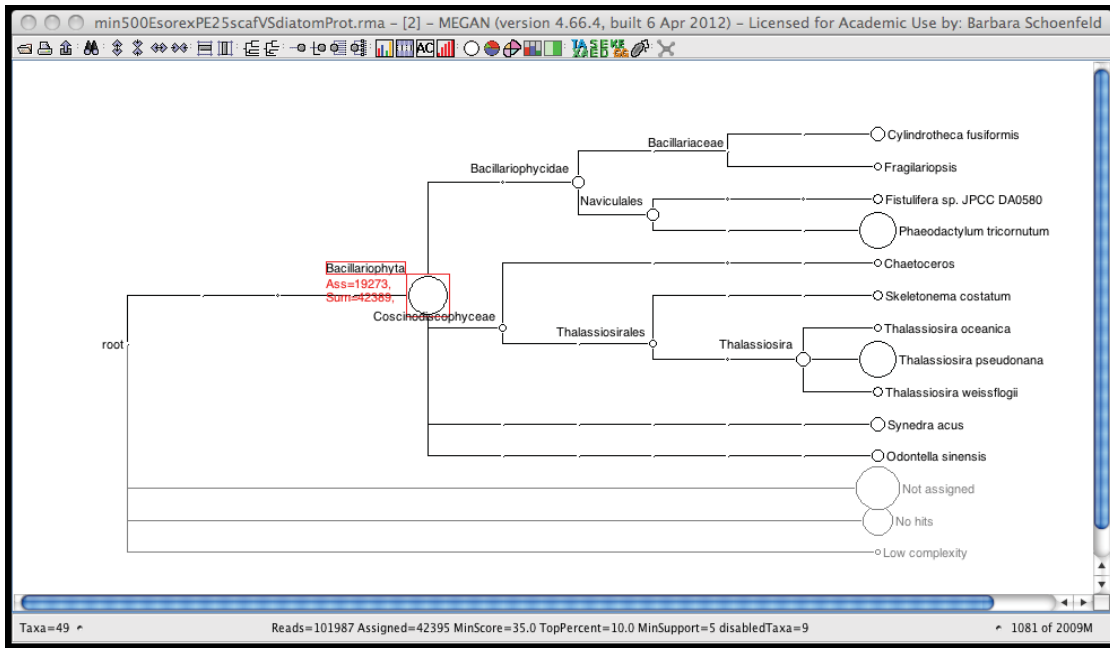 min500EsorexPE25scafVSdiatomProt.rma – [2] – MEGAN (version 4.66.4, built 6 Apr 2012) – Licensed for Academic Use by: Barbara Schoenfeld
AC
Cylindrotheca fusiformis
Bacillariaceae
Fragilariopsis
Bacillariophycidae
Fistulifera sp. JPCC DA0580
Naviculales
Phaeodactylum tricornutum
Chaetoceros
Bacillariophyta
Ass=19273,
Sum=42389,
Skeletonema costatum
Coscinodiscophyceae
Thalassiosira oceanica
Thalassiosirales
root
Thalassiosira
Thalassiosira pseudonana
Thalassiosira weissflogii
Synedra acus
Odontella sinensis
Not assigned
No hits
Low complexity
Taxa=49 Reads=101987 Assigned=42395 MinScore=35.0 TopPercent=10.0 MinSupport=5 disabledTaxa=9 1081 of 2009M